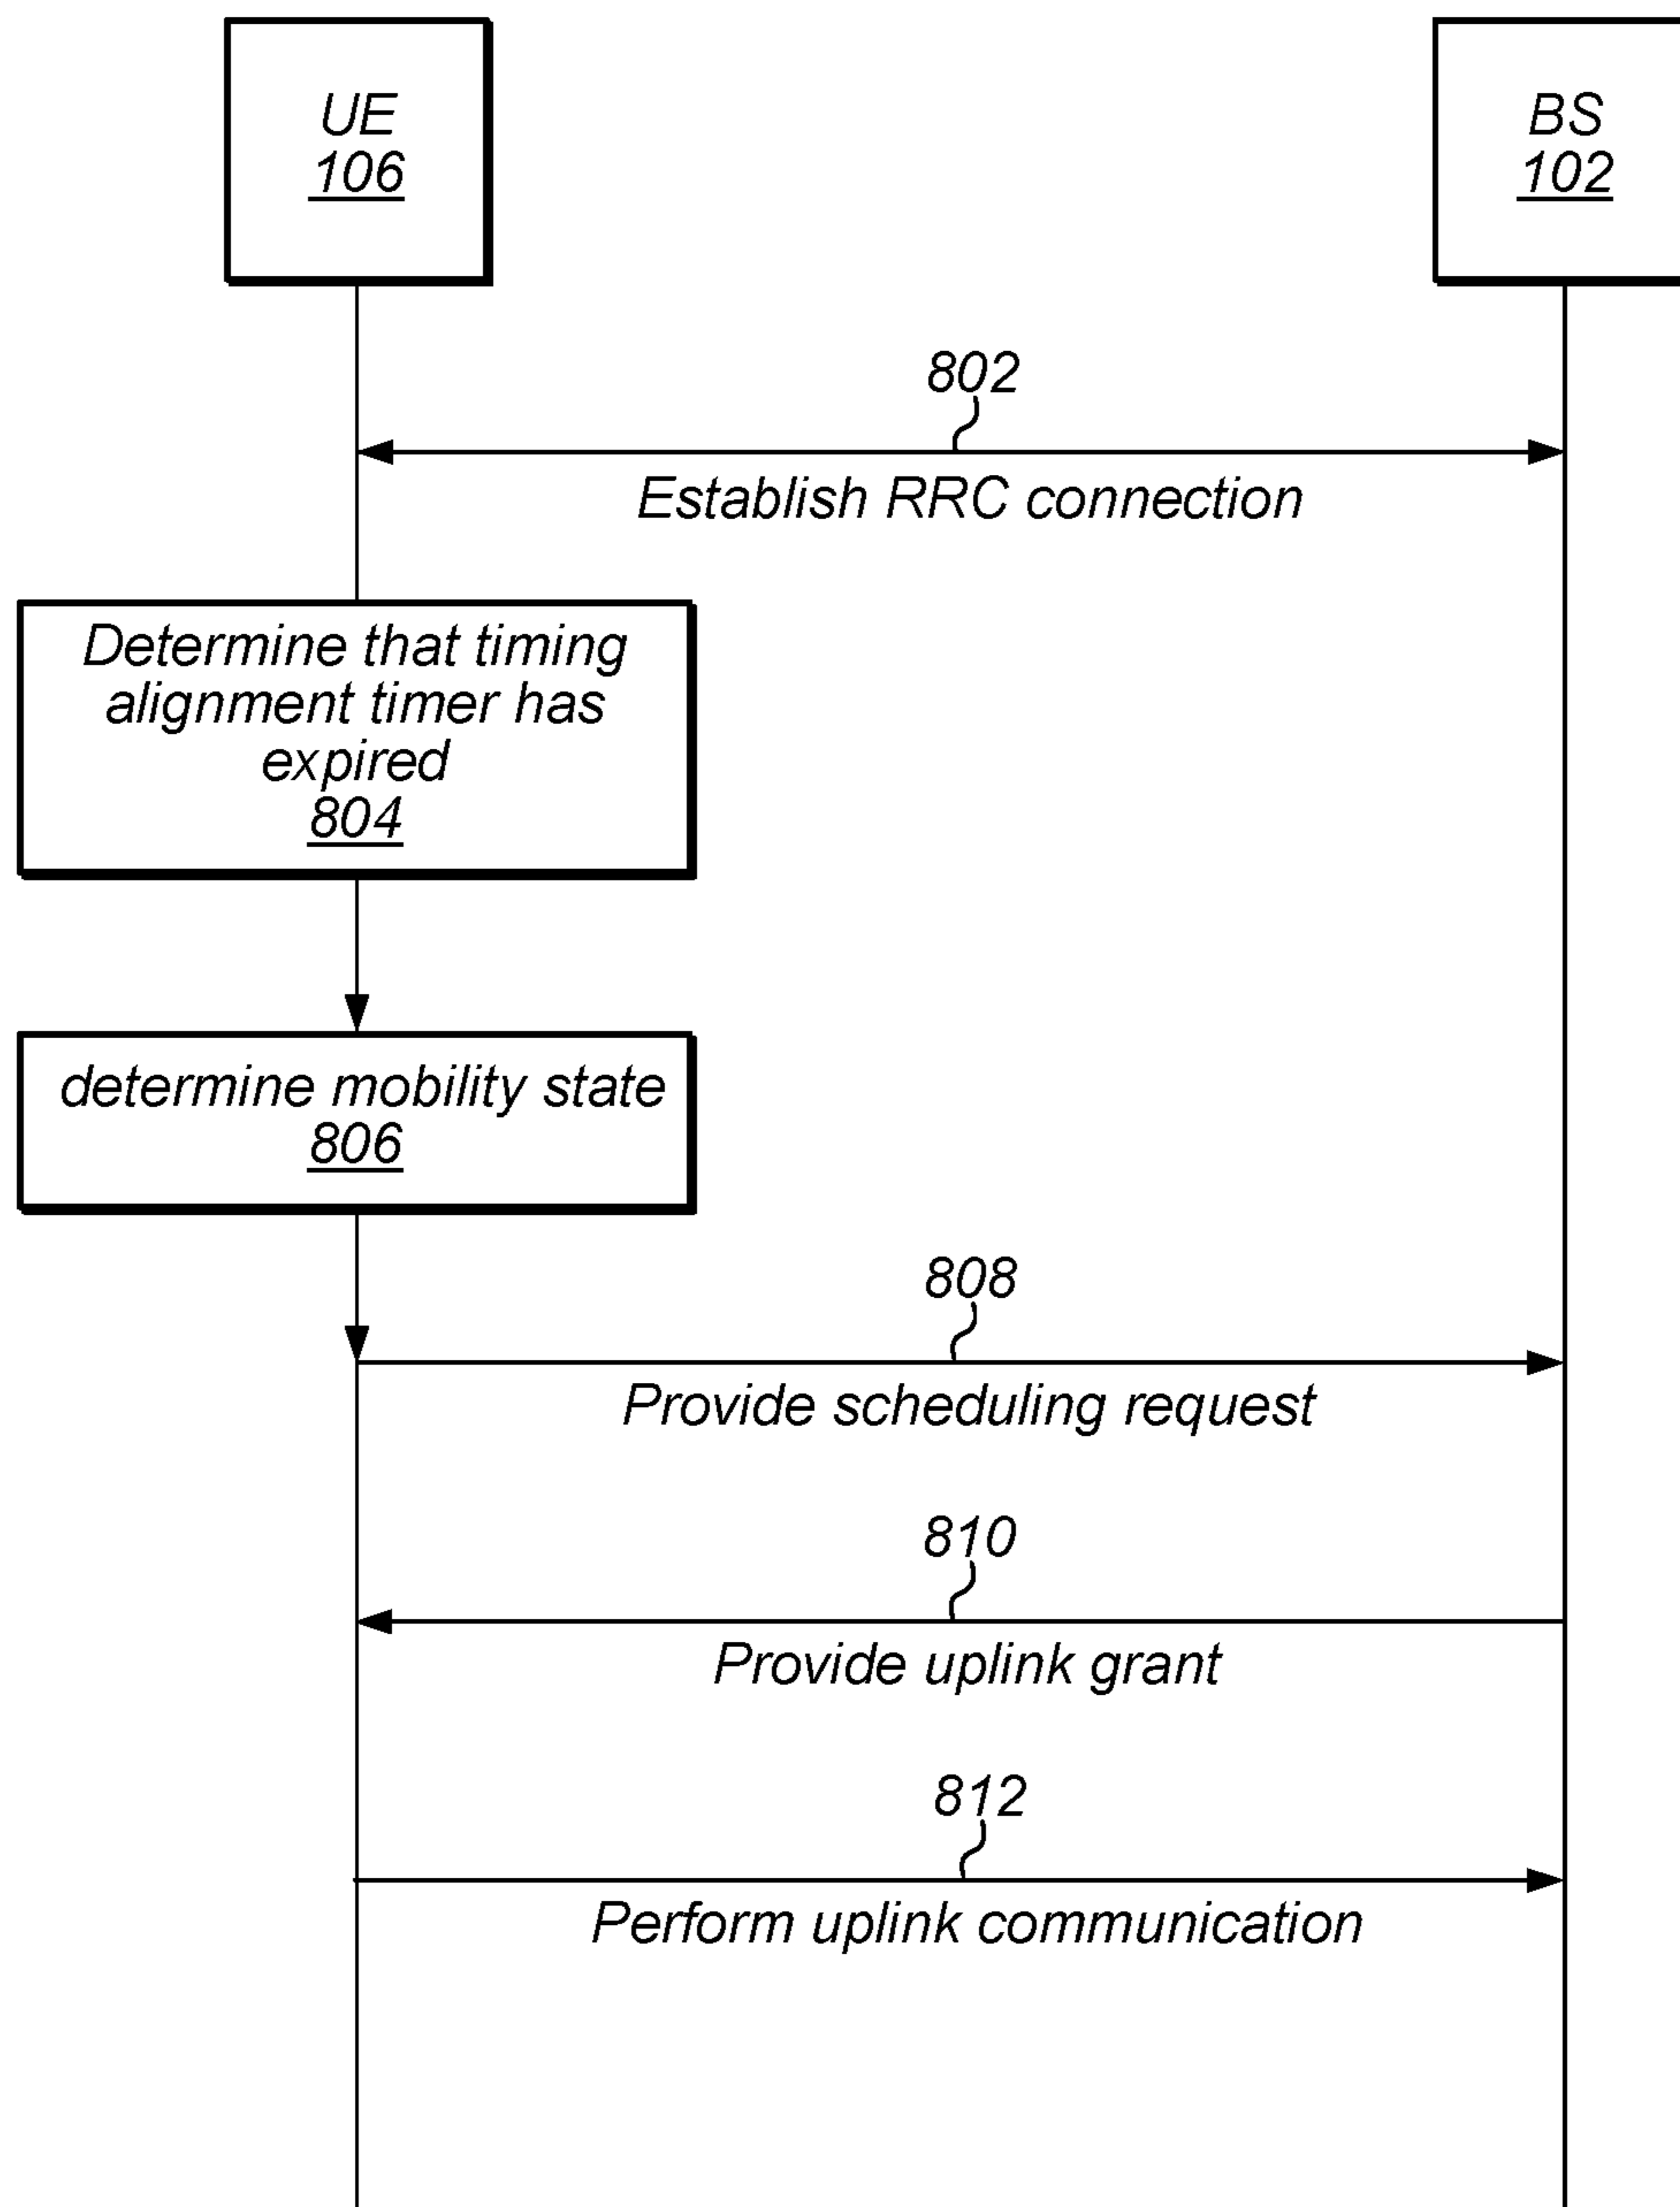 UE
106
BS
102
802
Establish RRC connection
Determine that timing
alignment timer has
expired
804
determine mobility state
806
808
Provide scheduling request
810
Provide uplink grant
812
Perform uplink communication